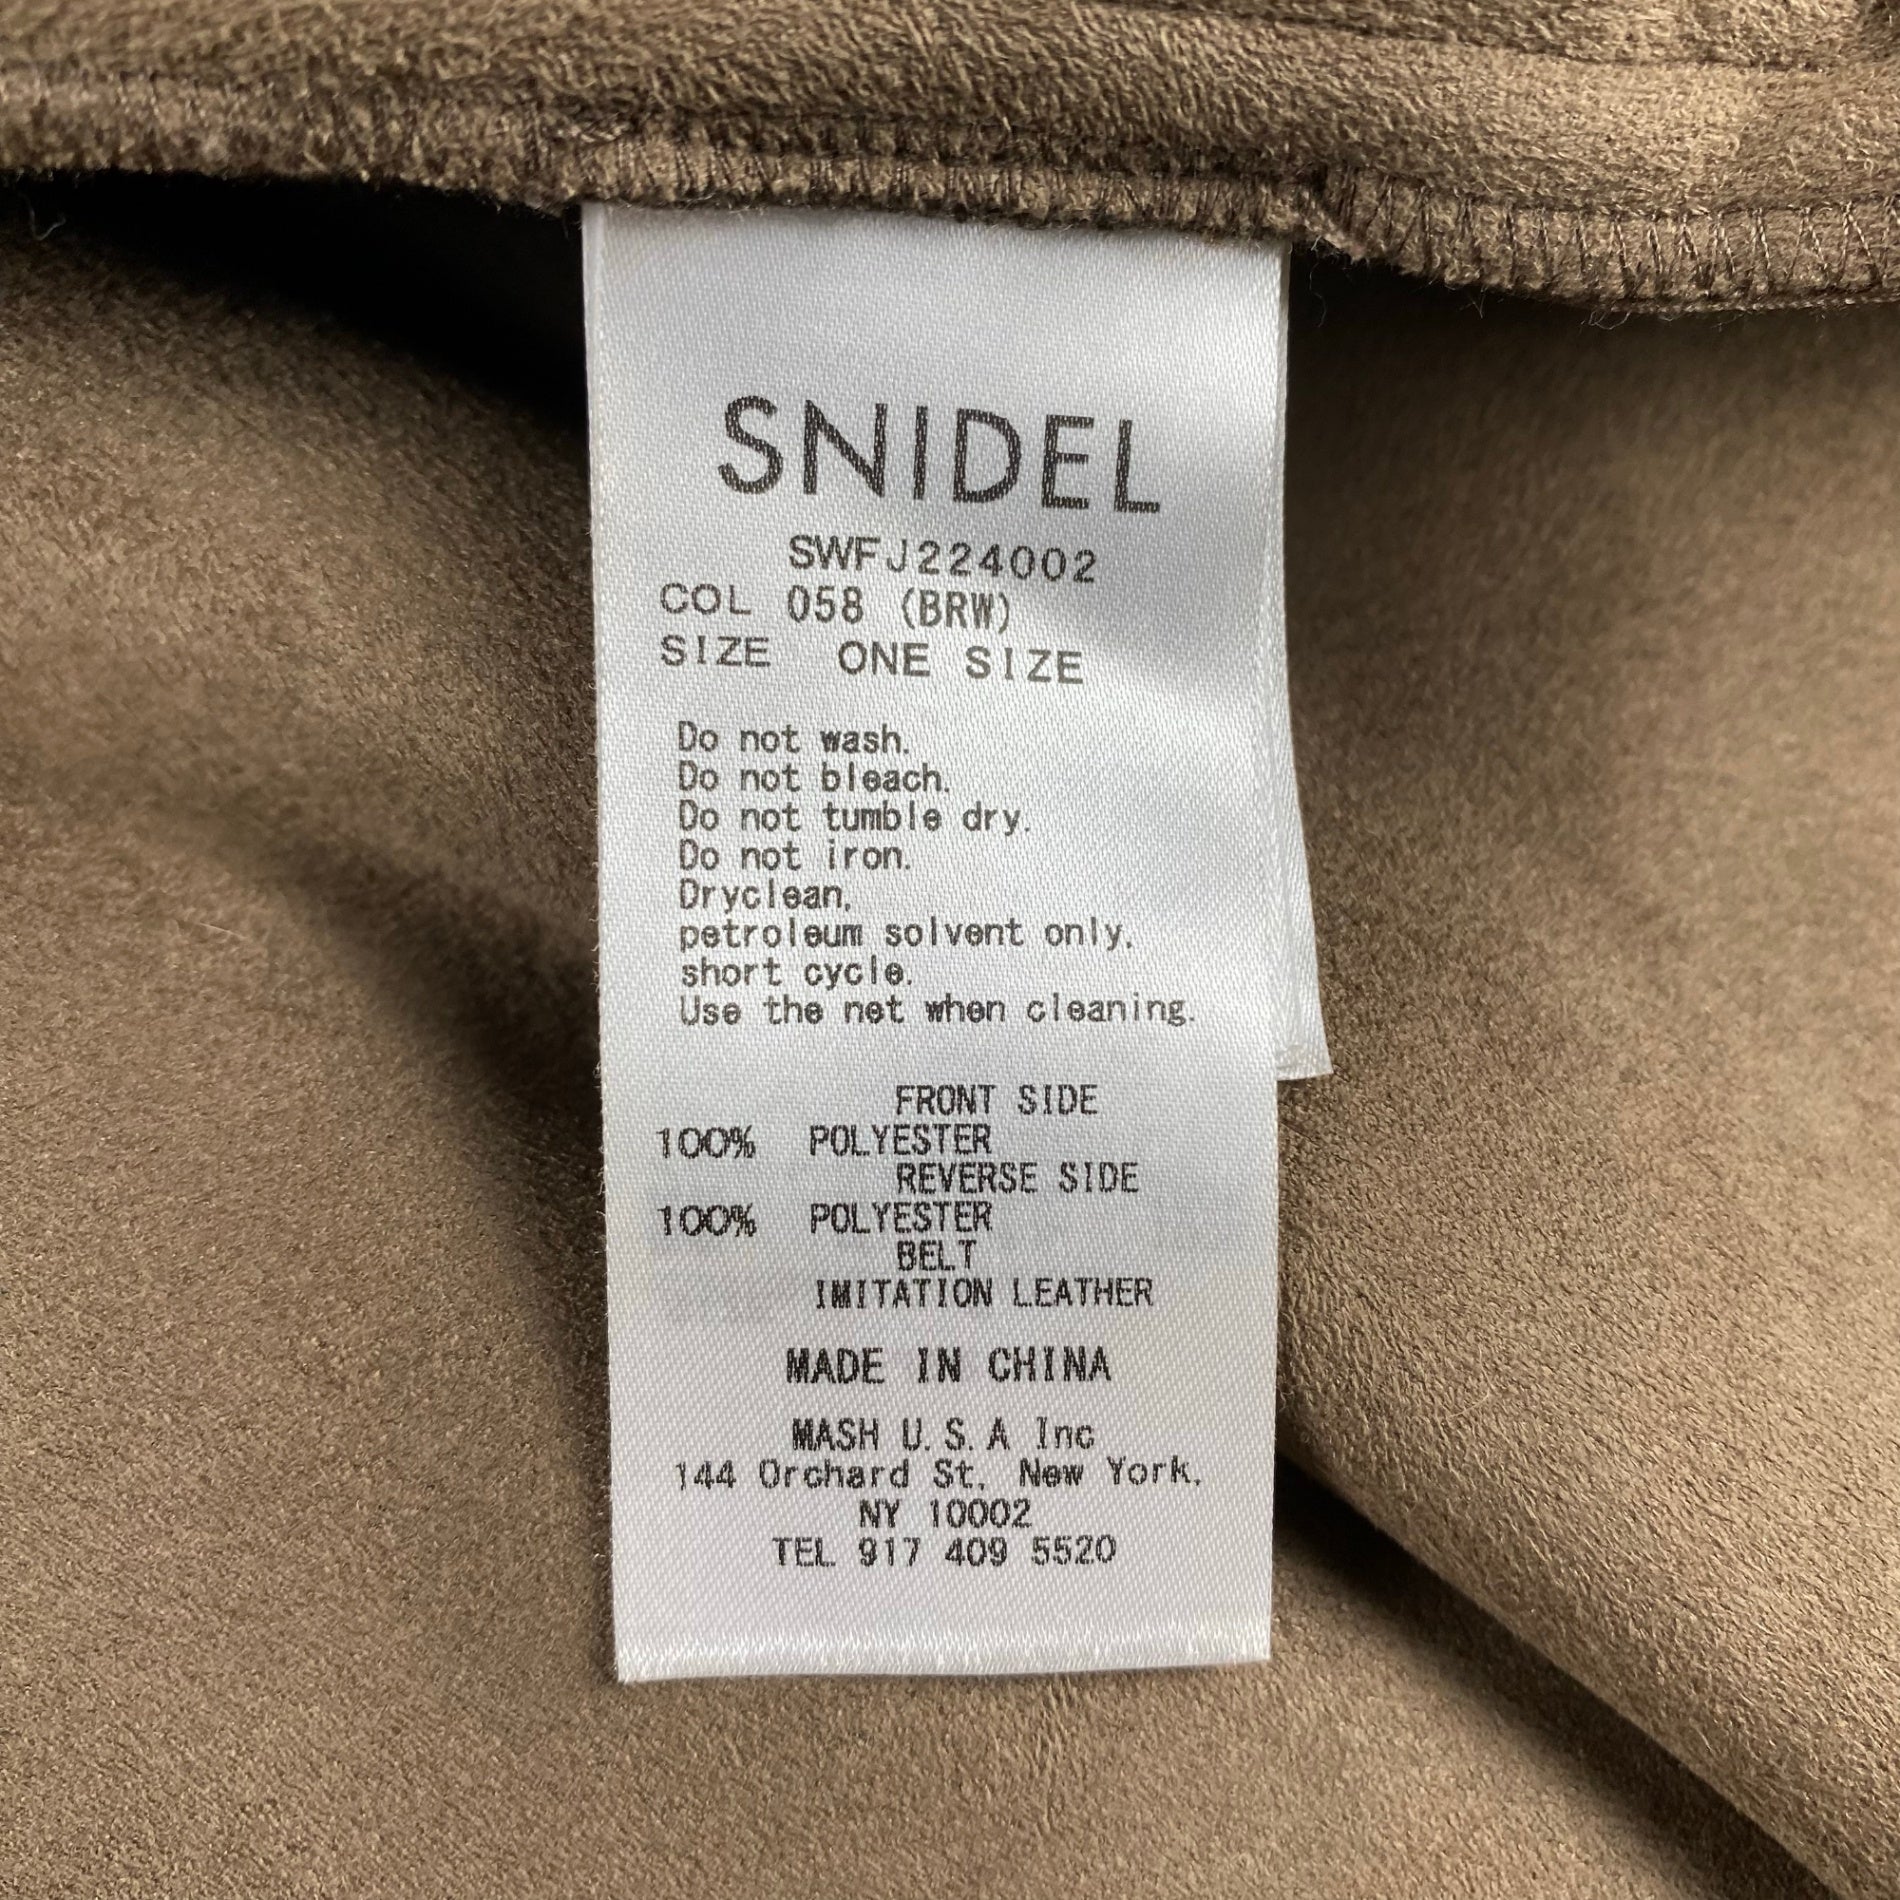 SNIDEL
SWFJ224002
COL 058 (BRW)
SIZE ONE SIZE
Do not wash.
Do not bleach.
Do not tumble dry.
Do not iron.
Dryclean,
petroleum solvent only,
short cycle.
Use the net when cleaning.
FRONT SIDE
100% POLYESTER
REVERSE SIDE
100% POLYESTER
BELT
IMITATION LEATHER
MADE IN CHINA
MASH U.S.A Inc
144 Orchard St, New York,
NY 10002
TEL 917 409 5520